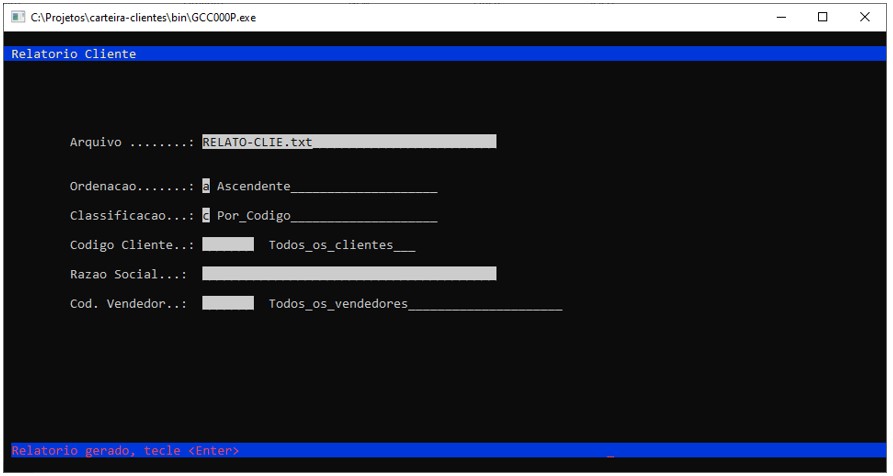 C:\Projetos\carteira-clientes\bin\GCC000P.exe
Relatorio Cliente
Arquivo ........: RELATO-CLIE.txt
Ordenacao.......: a Ascendente____________________
Classificacao...: c Por_Codigo____________________
Codigo Cliente..: Todos_os_clientes___
Razao Social...:
Cod. Vendedor..: Todos_os_vendedores_____________________
Relatorio gerado, tecle <Enter> _